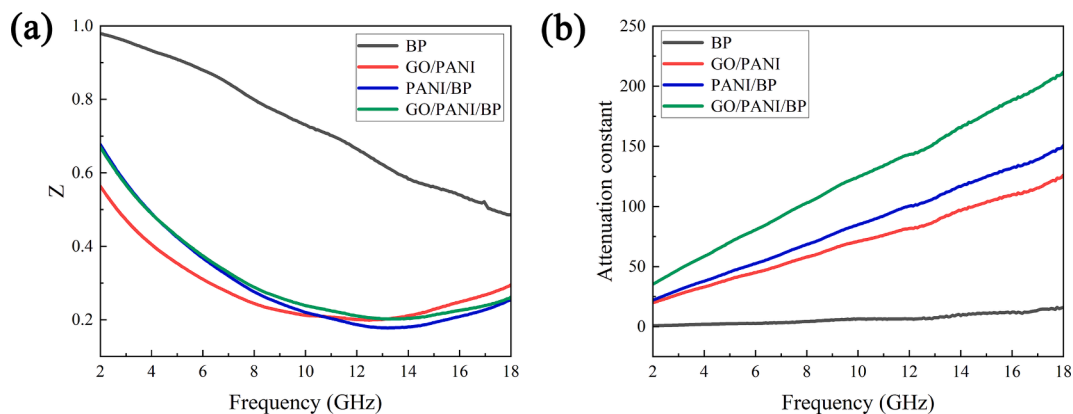 (a)
1.0
0.8
0.6
0.4
0.2
Z
BP
GO/PANI
PANI/BP
GO/PANI/BP
2 4 6 8 10 12 14 16 18
Frequency (GHz)
(b)
250
200
150
100
50
0
Attenuation constant
BP
GO/PANI
PANI/BP
GO/PANI/BP
2 4 6 8 10 12 14 16 18
Frequency (GHz)